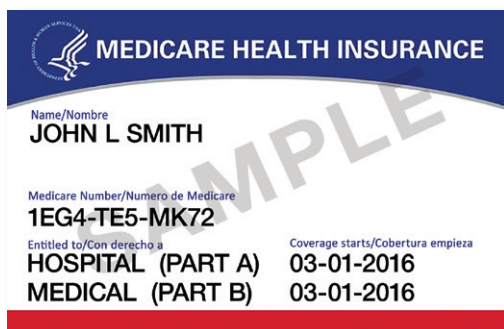 MEDICARE HEALTH INSURANCE
Name/Nombre
JOHN L SMITH
Medicare Number/Numero de Medicare
1EG4-TE5-MK72
Entitled to/Con derecho a Coverage starts/Cobertura empieza
HOSPITAL (PART A) 03-01-2016
MEDICAL (PART B) 03-01-2016
SAMPLE